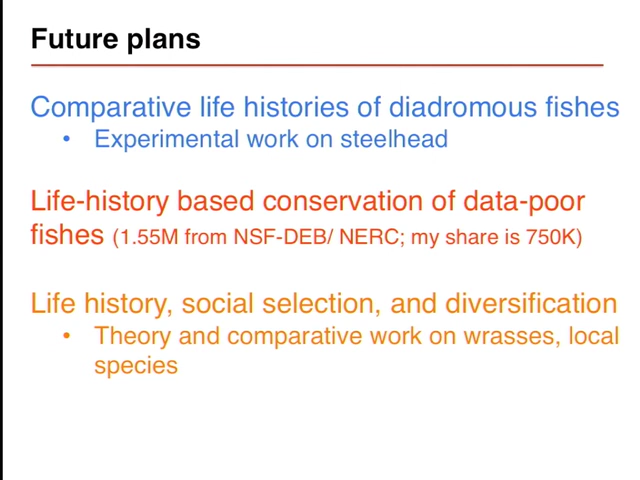 Future plans
Comparative life histories of diadromous fishes
• Experimental work on steelhead
Life-history based conservation of data-poor
fishes (1.55M from NSF-DEB/ NERC; my share is 750K)
Life history, social selection, and diversification
• Theory and comparative work on wrasses, local
species